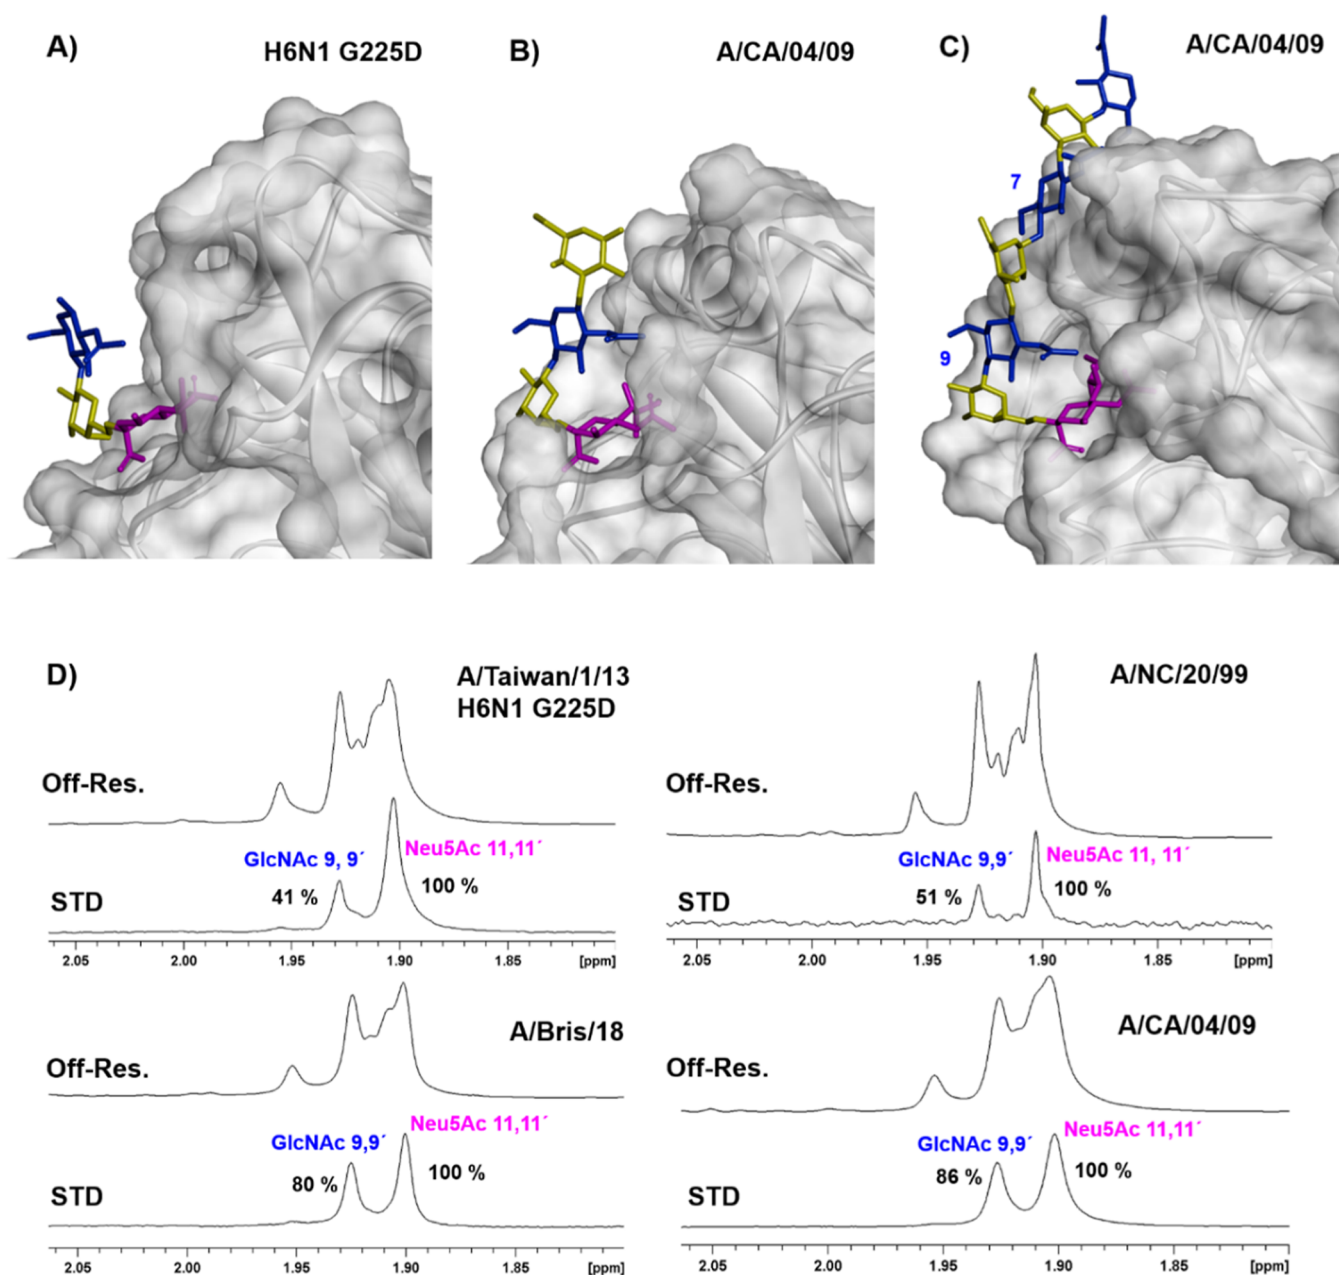 A)
H6N1 G225D
B)
A/CA/04/09
C)
A/CA/04/09
7
9
D)
A/Taiwan/1/13
H6N1 G225D
Off-Res.
GlcNAc 9, 9´
Neu5Ac 11,11´
41 %
100 %
STD
2.05 2.00 1.95 1.90 1.85 [ppm]
A/NC/20/99
Off-Res.
GlcNAc 9,9´
Neu5Ac 11, 11´
51 %
100 %
STD
2.05 2.00 1.95 1.90 1.85 [ppm]
A/Bris/18
Off-Res.
GlcNAc 9,9´
Neu5Ac 11,11´
80 %
100 %
STD
2.05 2.00 1.95 1.90 1.85 [ppm]
A/CA/04/09
Off-Res.
GlcNAc 9,9´
Neu5Ac 11,11´
86 %
100 %
STD
2.05 2.00 1.95 1.90 1.85 [ppm]